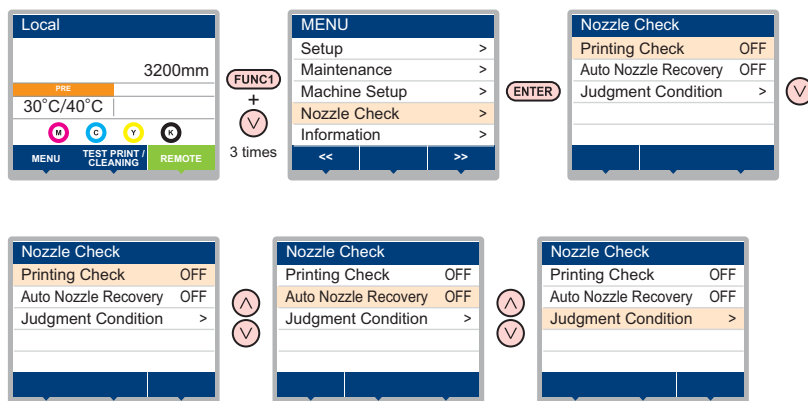 Local
3200mm
PRE
30°C/40°C
M C Y K
MENU TEST PRINT / CLEANING REMOTE
FUNC1
+
3 times
MENU
Setup >
Maintenance >
Machine Setup >
Nozzle Check >
Information >
<< >>
ENTER
Nozzle Check
Printing Check OFF
Auto Nozzle Recovery OFF
Judgment Condition >
Nozzle Check
Printing Check OFF
Auto Nozzle Recovery OFF
Judgment Condition >
Nozzle Check
Printing Check OFF
Auto Nozzle Recovery OFF
Judgment Condition >
Nozzle Check
Printing Check OFF
Auto Nozzle Recovery OFF
Judgment Condition >